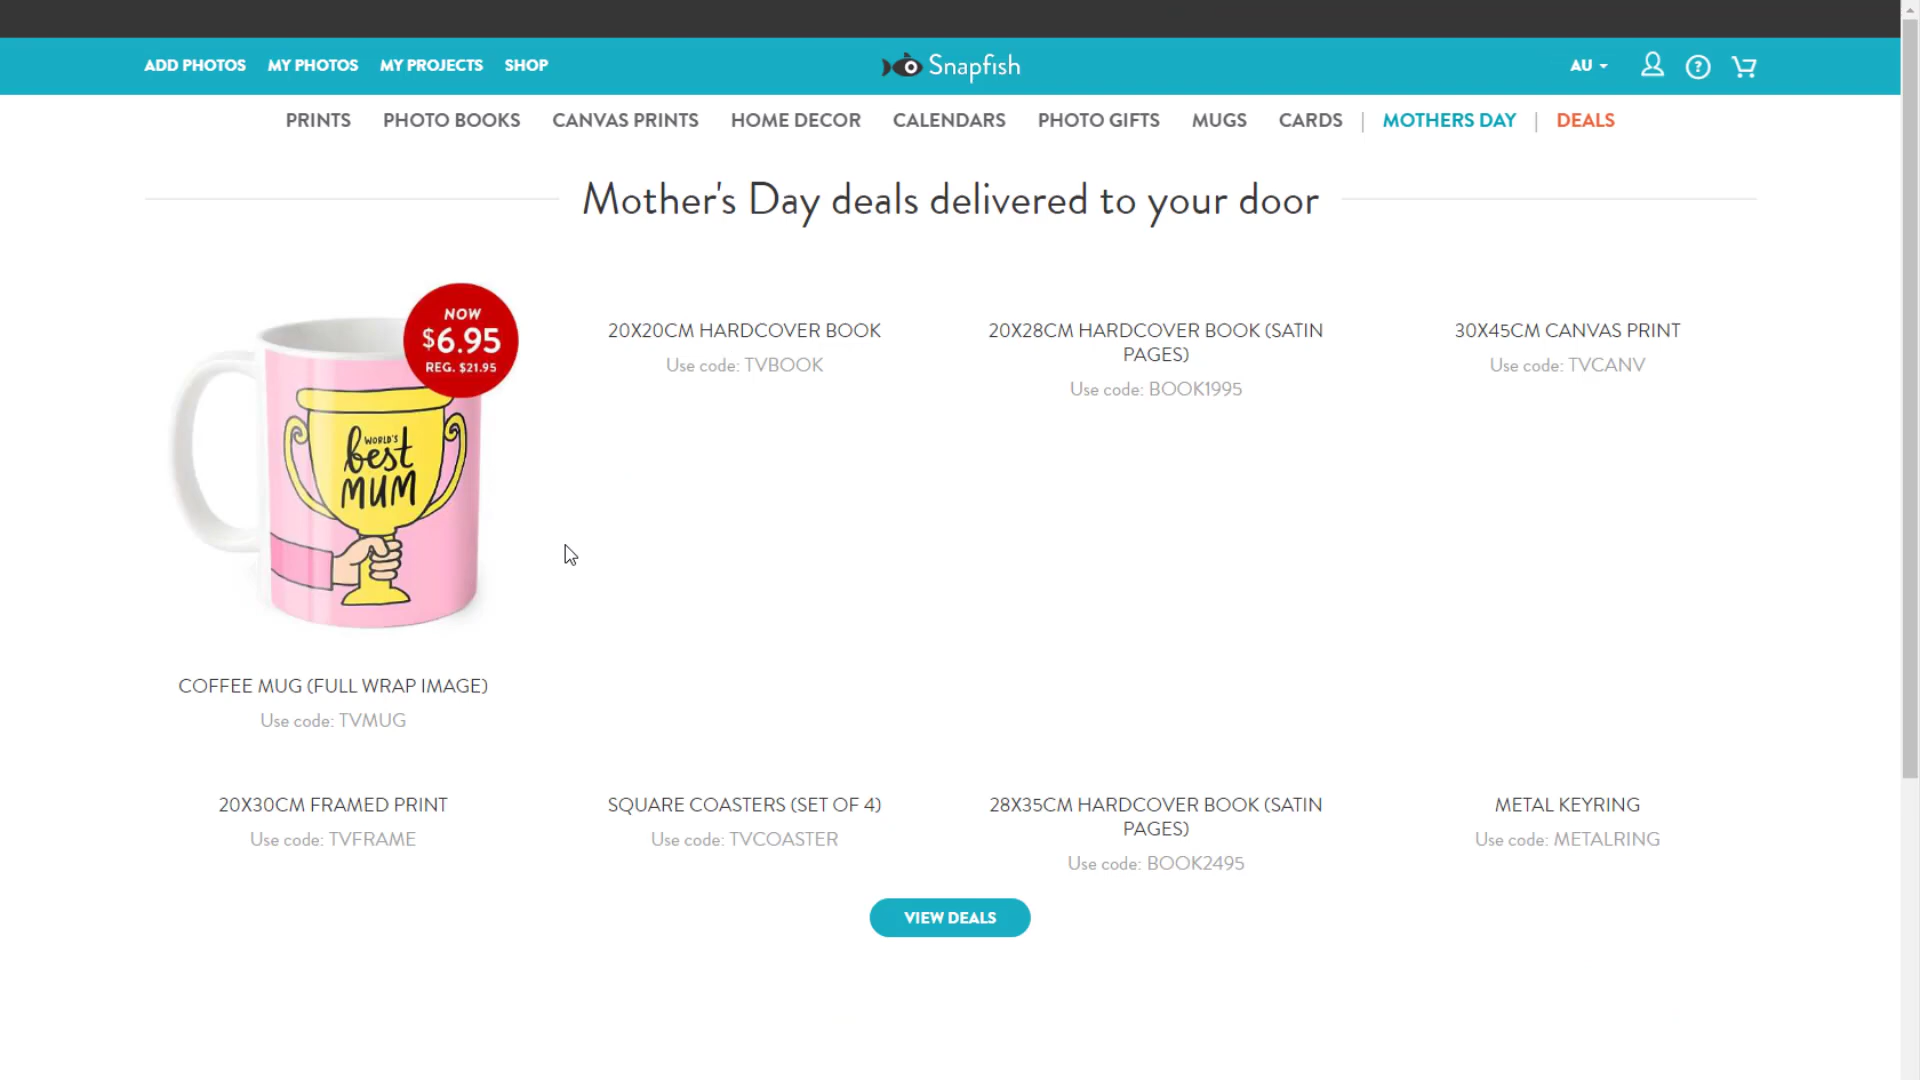 ADD PHOTOS MY PHOTOS MY PROJECTS SHOP Snapfish AU ?
PRINTS PHOTO BOOKS CANVAS PRINTS HOME DECOR CALENDARS PHOTO GIFTS MUGS CARDS | MOTHERS DAY | DEALS
Mother's Day deals delivered to your door
NOW
$6.95
REG. $21.95
WORLD'S
best
MUM
COFFEE MUG (FULL WRAP IMAGE)
Use code: TVMUG
20X20CM HARDCOVER BOOK
Use code: TVBOOK
20X28CM HARDCOVER BOOK (SATIN
PAGES)
Use code: BOOK1995
30X45CM CANVAS PRINT
Use code: TVCANV
20X30CM FRAMED PRINT
Use code: TVFRAME
SQUARE COASTERS (SET OF 4)
Use code: TVCOASTER
28X35CM HARDCOVER BOOK (SATIN
PAGES)
Use code: BOOK2495
METAL KEYRING
Use code: METALRING
VIEW DEALS